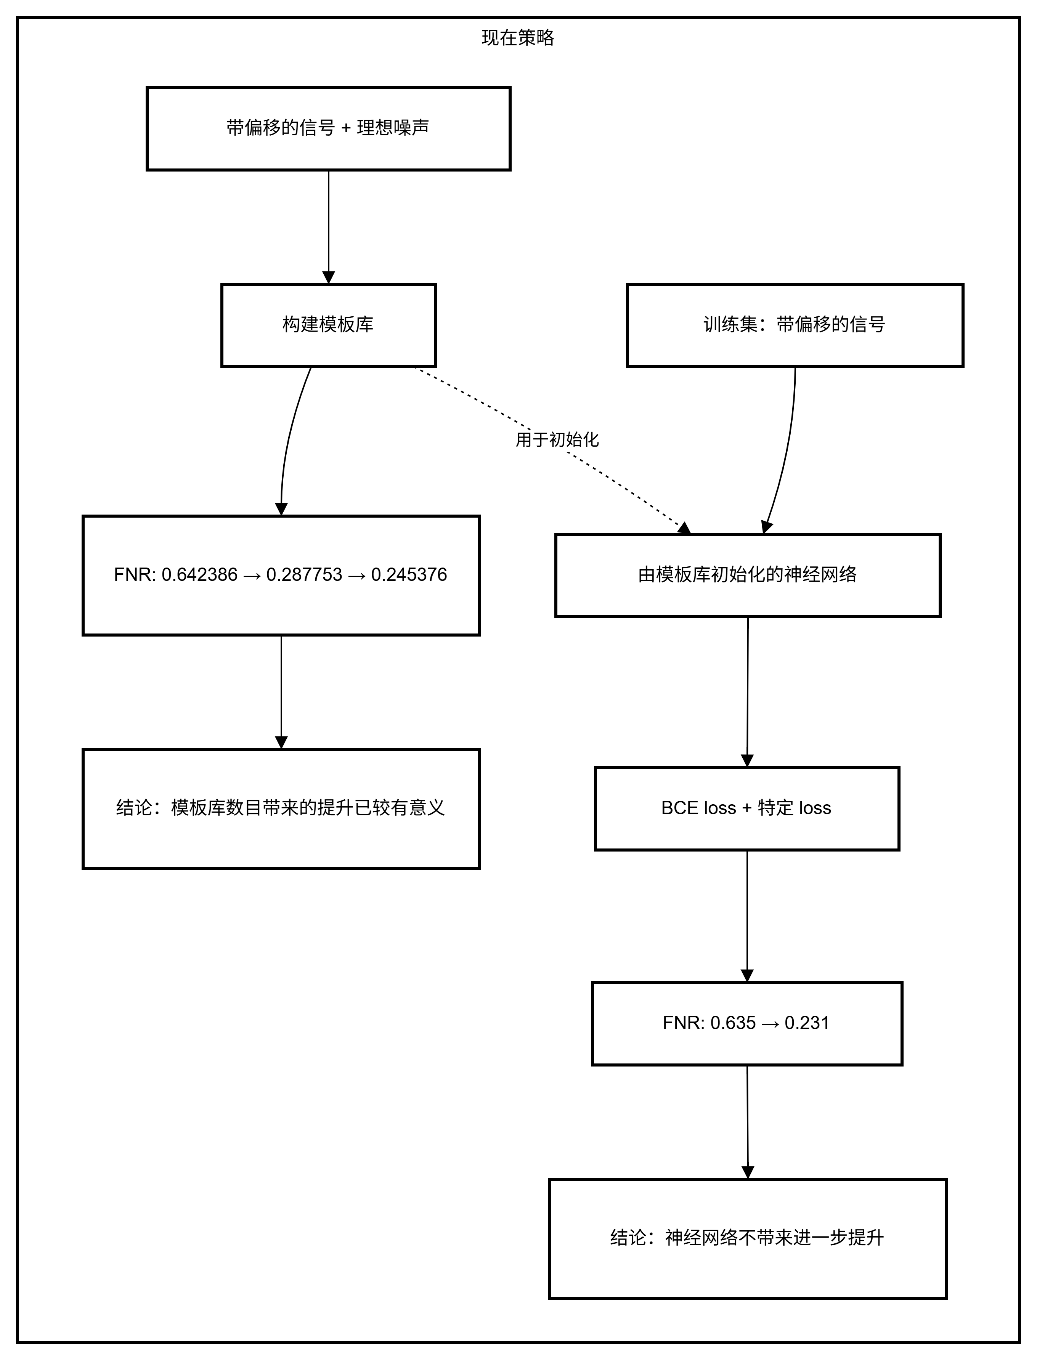 现在策略
带偏移的信号 + 理想噪声
构建模板库
训练集：带偏移的信号
用于初始化
FNR: 0.642386 → 0.287753 → 0.245376
由模板库初始化的神经网络
结论：模板库数目带来的提升已较有意义
BCE loss + 特定 loss
FNR: 0.635 → 0.231
结论：神经网络不带来进一步提升